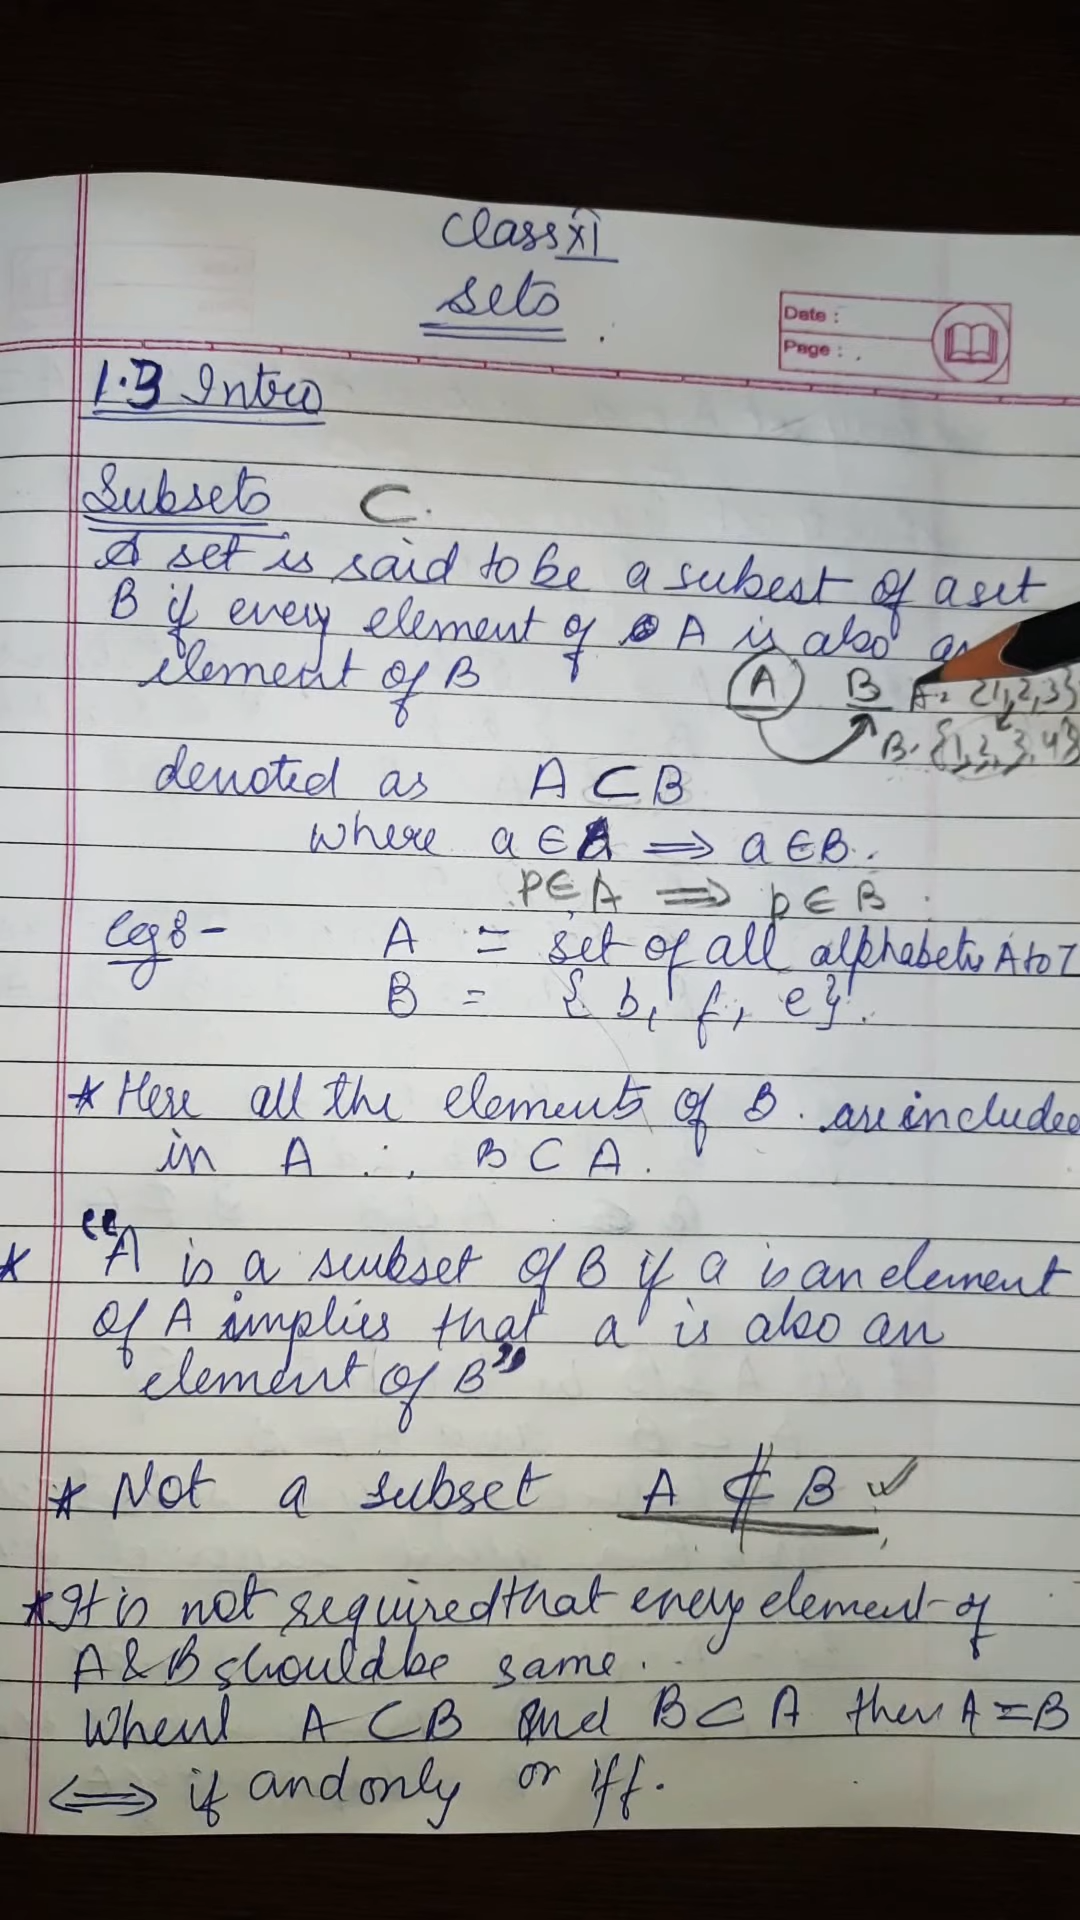 Class XI
Sets
Date :
Page :
1.3 Intro
Subsets ⊂.
A set is said to be a subest of a set
B if every element of A is also an
element of B
A B A = {1, 2, 3}
B = {1, 2, 3, 4}
denoted as A ⊂ B
where a ∈ A ⟹ a ∈ B.
p ∈ A ⟹ p ∈ B
eg :- A = set of all alphabets A to Z
B = { b, f, e}.
* Here all the elements of B are include
in A ∴ B ⊂ A.
* "A is a subset of B if a is an element
of A implies that a is also an
element of B"
* Not a subset A ⊄ B ✓
* It is not required that every element of
A & B should be same.
When A ⊂ B and B ⊂ A then A = B
⟺ if and only or iff.